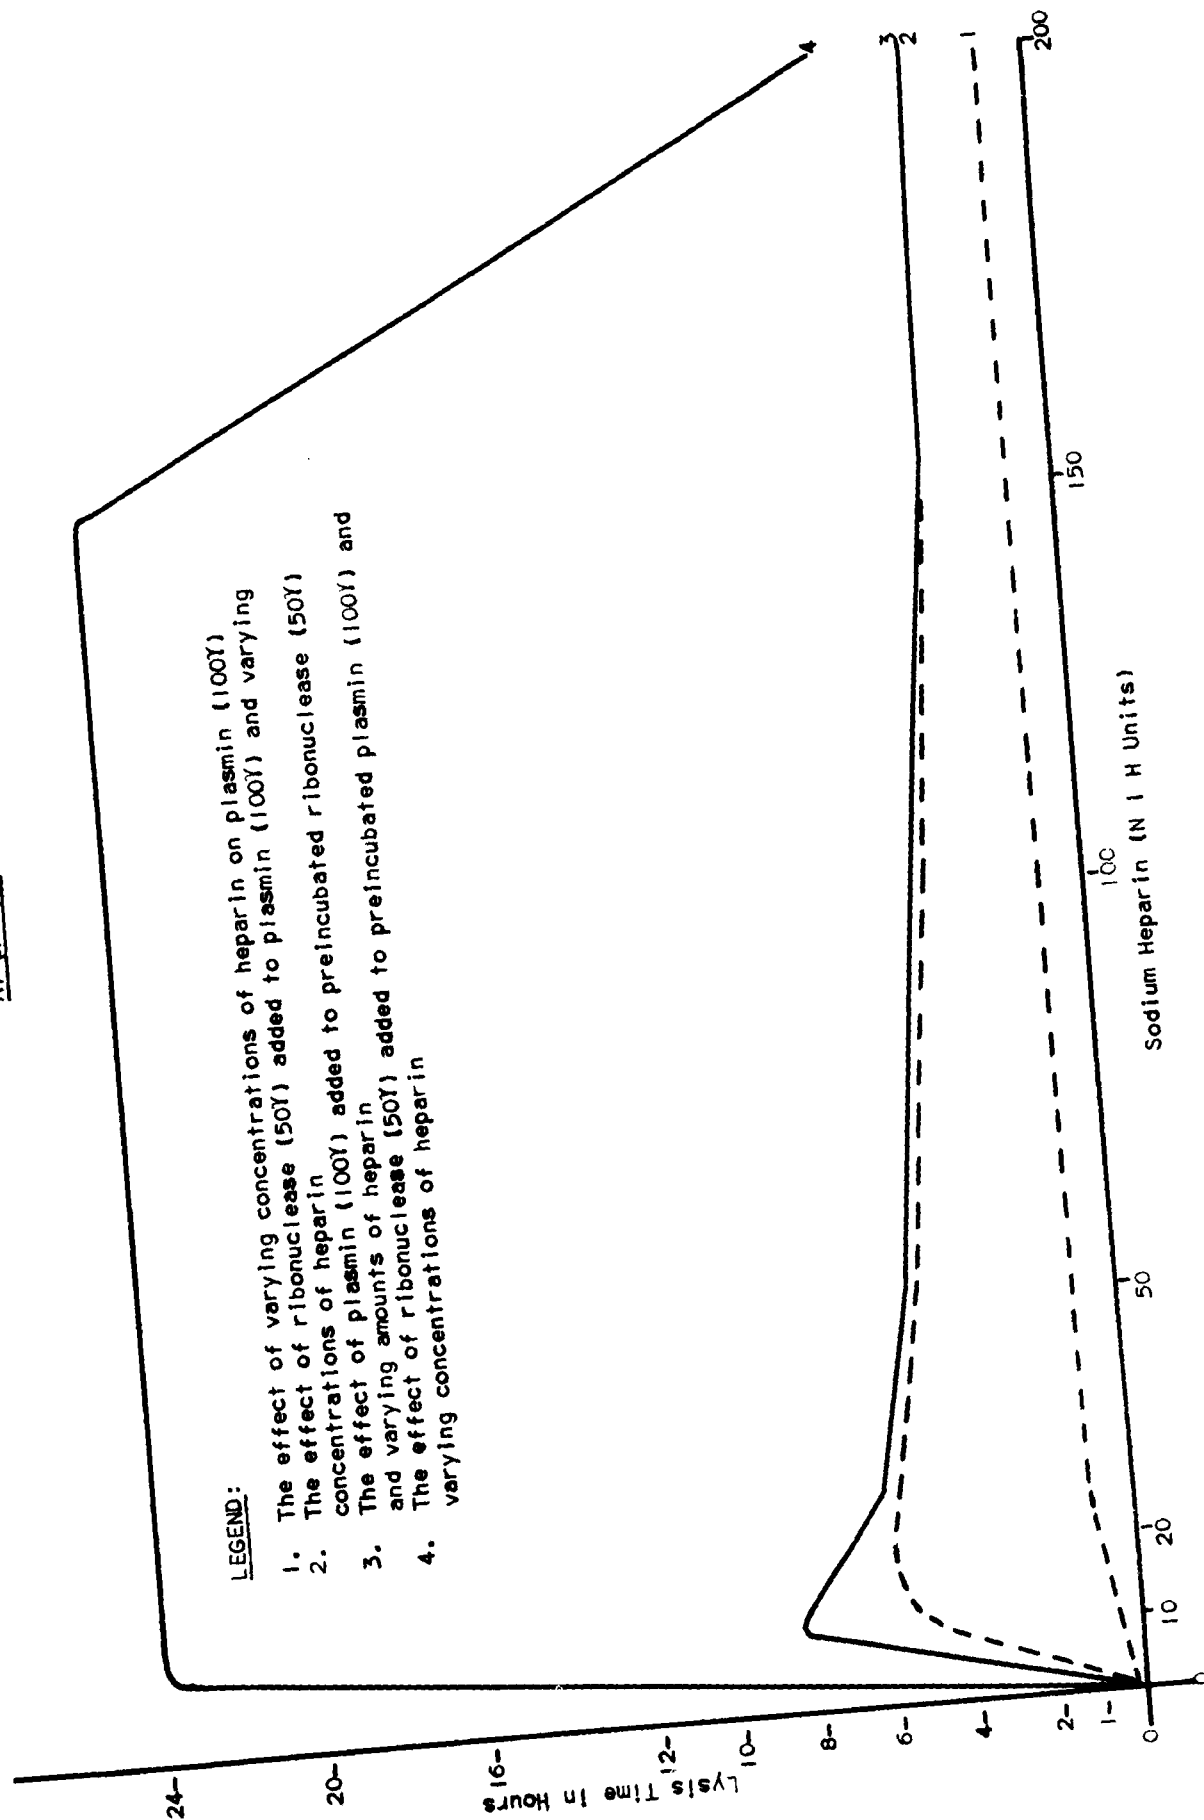 LEGEND:
1. The effect of varying concentrations of heparin on plasmin (100γ)
2. The effect of ribonuclease (50γ) added to plasmin (100γ) and varying
concentrations of heparin
3. The effect of plasmin (100γ) added to preincubated ribonuclease (50γ)
and varying amounts of heparin
4. The effect of ribonuclease (50γ) added to preincubated plasmin (100γ) and
varying concentrations of heparin
24-
20-
16-
12-
10-
8-
6-
4-
2-
1-
0
Lysis Time in Hours
4
3
2
1
0
10
20
50
100
150
200
Sodium Heparin (N I H Units)